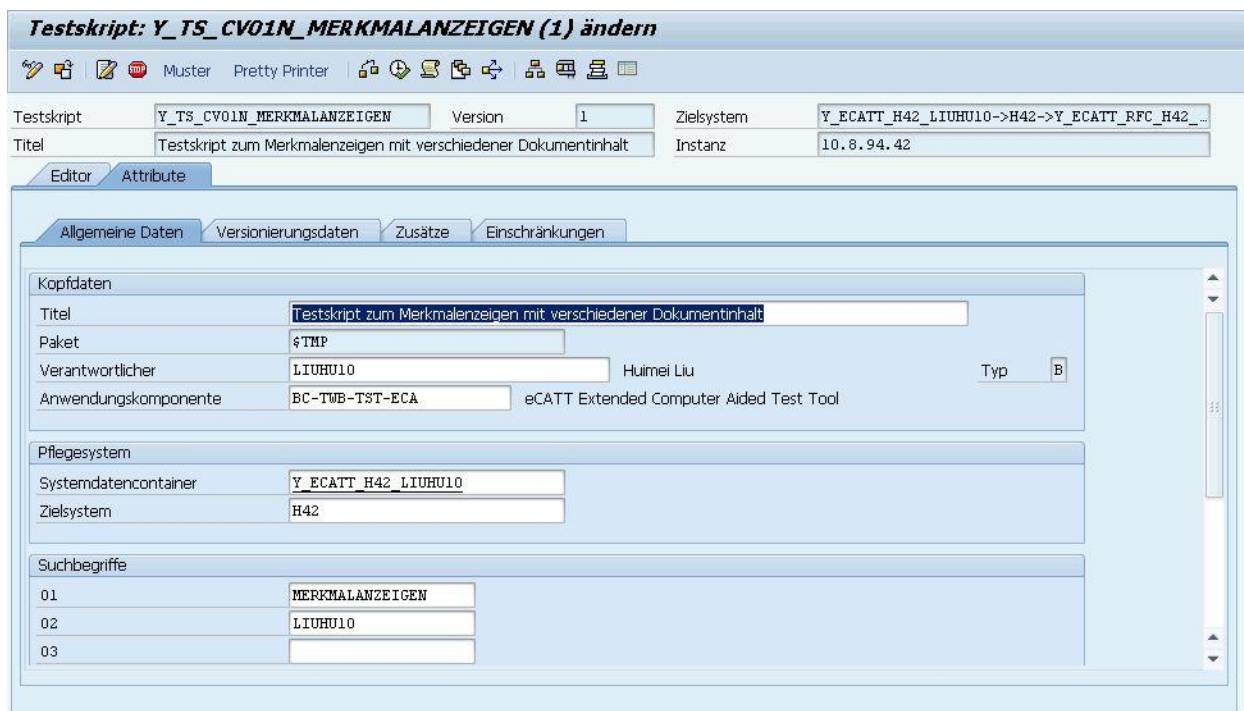 Testskript: Y_TS_CV01N_MERKMALANZEIGEN (1) ändern
Muster Pretty Printer
Testskript Y_TS_CV01N_MERKMALANZEIGEN Version 1 Zielsystem Y_ECATT_H42_LIUHU10->H42->Y_ECATT_RFC_H42_…
Titel Testskript zum Merkmalenzeigen mit verschiedener Dokumentinhalt Instanz 10.8.94.42
Editor Attribute
Allgemeine Daten Versionierungsdaten Zusätze Einschränkungen
Kopfdaten
Titel Testskript zum Merkmalenzeigen mit verschiedener Dokumentinhalt
Paket $TMP
Verantwortlicher LIUHU10 Huimei Liu Typ B
Anwendungskomponente BC-TWB-TST-ECA eCATT Extended Computer Aided Test Tool
Pflegesystem
Systemdatencontainer Y_ECATT_H42_LIUHU10
Zielsystem H42
Suchbegriffe
01 MERKMALANZEIGEN
02 LIUHU10
03